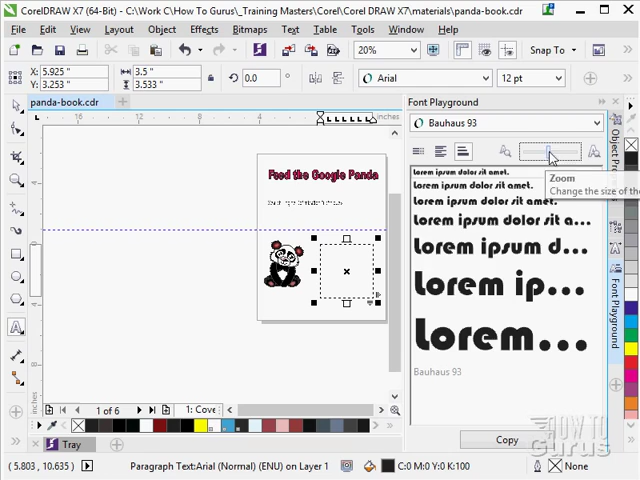 CorelDRAW X7 (64-Bit) - C:\Work C\How To Gurus\_Training Masters\Corel\Corel DRAW X7\materials\panda-book.cdr
File Edit View Layout Object Effects Bitmaps Text Table Tools Window Help
X: 5.925 " 3.5 "
Y: 3.253 " 3.533 "
0.0
Arial
12 pt
20%
Snap To
panda-book.cdr
Font Playground
inches
Bauhaus 93
Feed the Google Panda
Lorem ipsum dolor sit amet.
Lorem ipsum dolor sit amet.
Lorem ipsum dolor sit amet.
Lorem ipsum dolor sit a...
Lorem ipsum d...
Lorem ip...
Lorem...
Bauhaus 93
Zoom
Change the size of the
Font Playground
inches
1 of 6
1: Cove
Copy
Tray
HOW TO Gurus
(5.803, 10.635)
Paragraph Text:Arial (Normal) (ENU) on Layer 1
C:0 M:0 Y:0 K:100
None